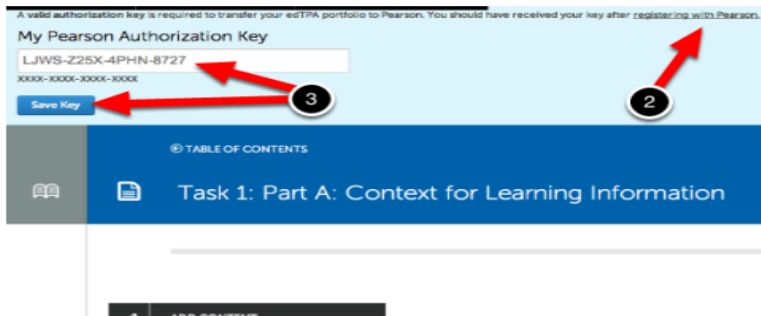 A valid authorization key is required to transfer your edTPA portfolio to Pearson. You should have received your key after registering with Pearson.
My Pearson Authorization Key
LJWS-Z25X-4PHN-8727
XXXX-XXXX-XXXX-XXXX
3
2
Save Key
TABLE OF CONTENTS
Task 1: Part A: Context for Learning Information
ADD CONTENT